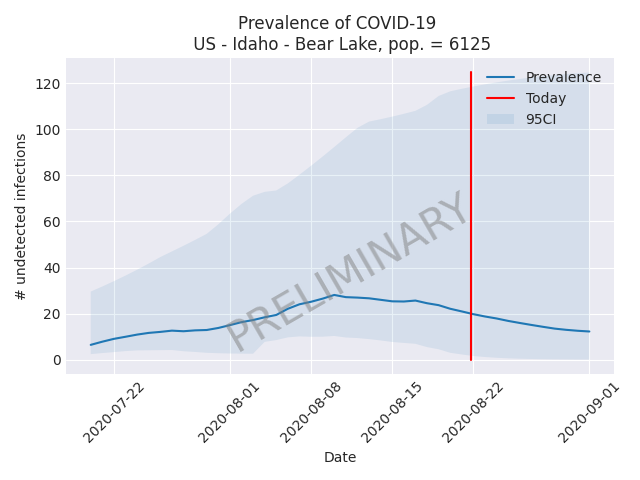 Prevalence of COVID-19
US - Idaho - Bear Lake, pop. = 6125
# undetected infections
120
100
80
60
40
20
0
Prevalence
Today
95CI
PRELIMINARY
2020-07-22
2020-08-01
2020-08-08
2020-08-15
2020-08-22
2020-09-01
Date